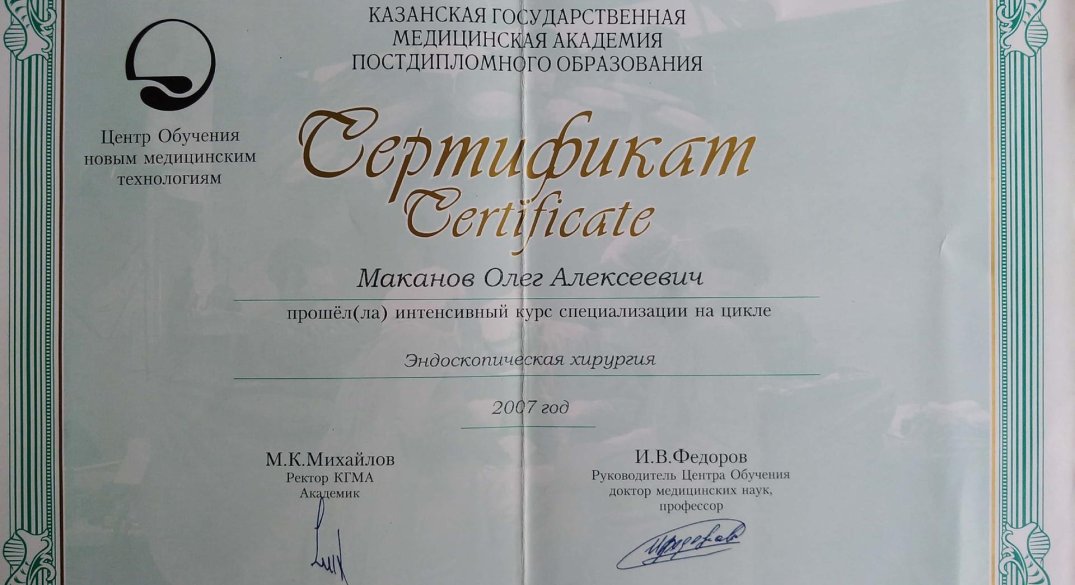 КАЗАНСКАЯ ГОСУДАРСТВЕННАЯ
МЕДИЦИНСКАЯ АКАДЕМИЯ
ПОСТДИПЛОМНОГО ОБРАЗОВАНИЯ
Центр Обучения
новым медицинским
технологиям
Сертификат
Certificate
Маканов Олег Алексеевич
прошёл(ла) интенсивный курс специализации на цикле
Эндоскопическая хирургия
2007 год
М.К.Михайлов
Ректор КГМА
Академик
И.В.Федоров
Руководитель Центра Обучения
доктор медицинских наук,
профессор